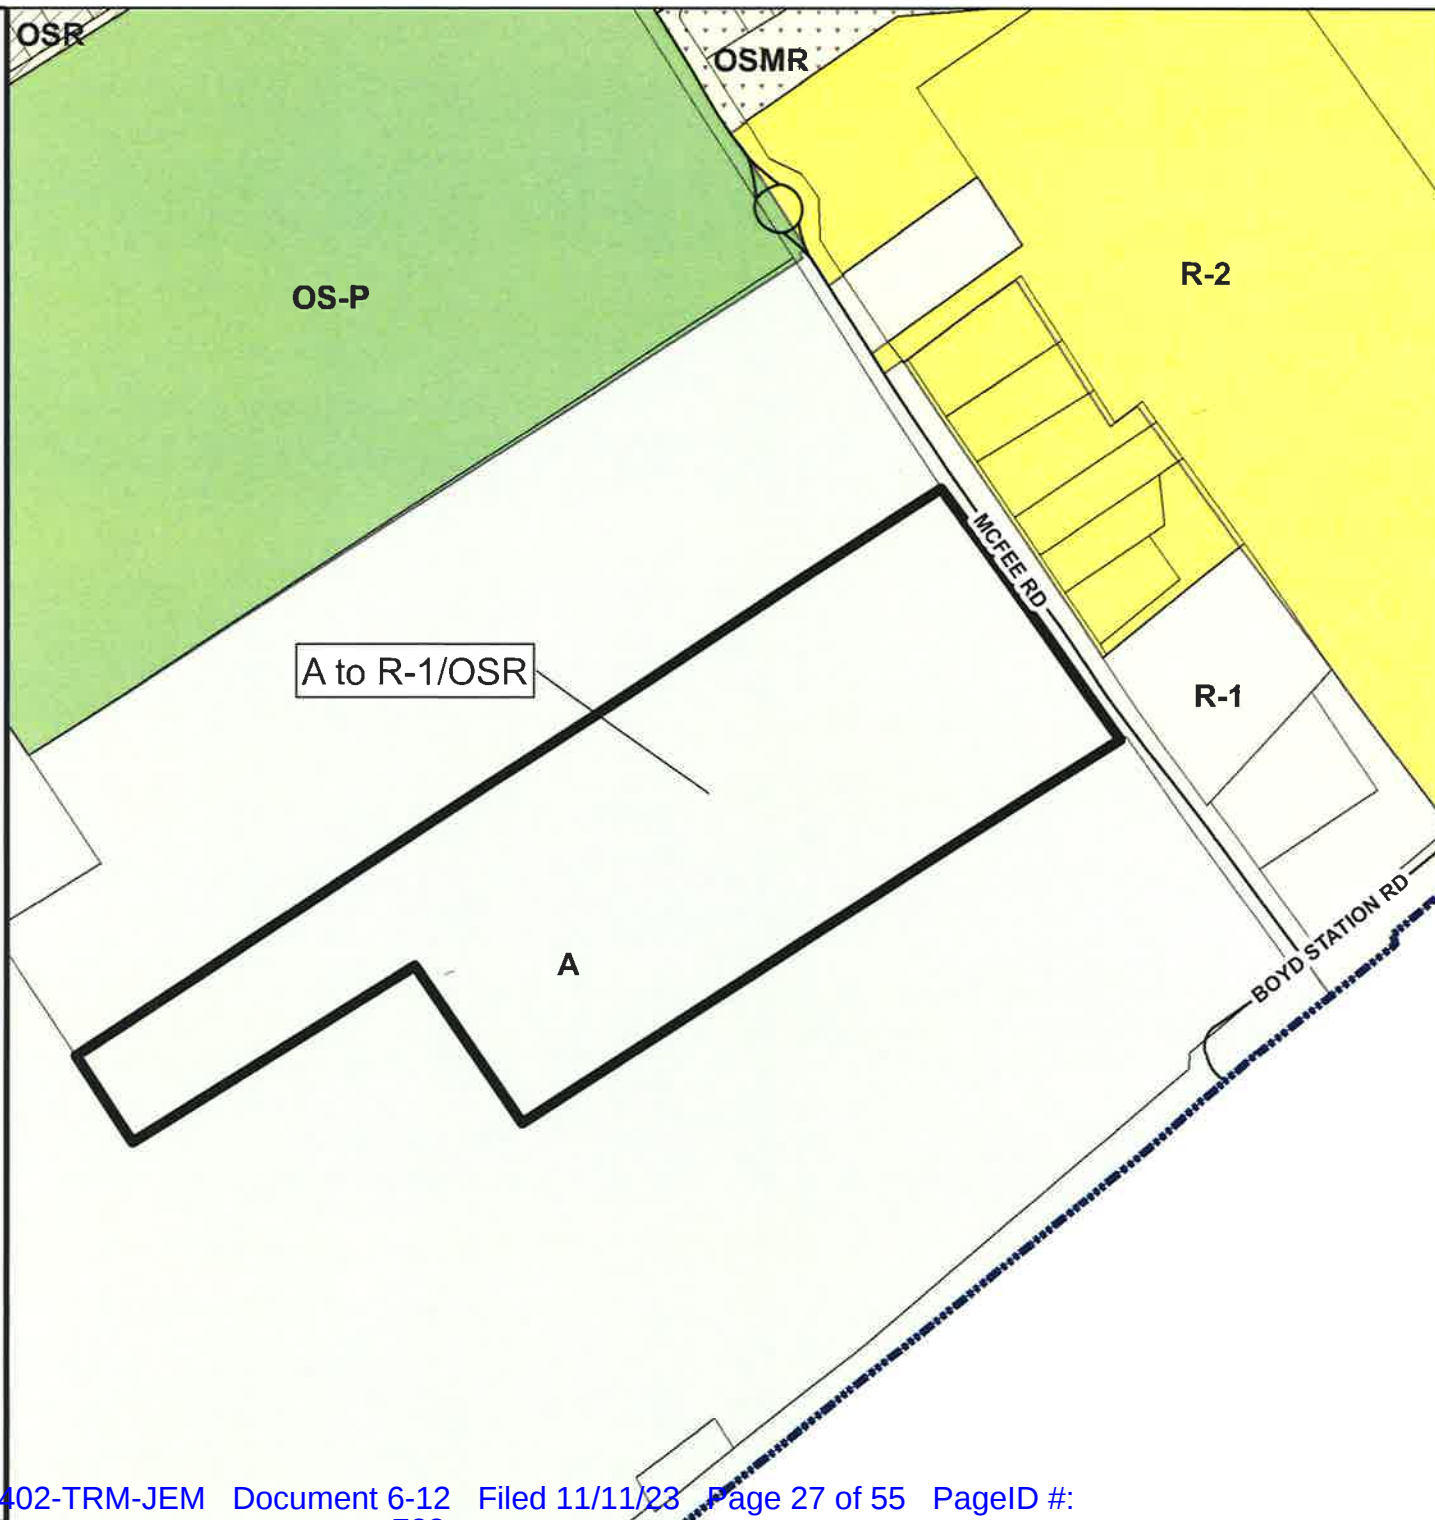 OSR
OSMR
R-2
OS-P
MCFEE RD
A to R-1/OSR
R-1
BOYD STATION RD
A
402-TRM-JEM Document 6-12 Filed 11/11/23 Page 27 of 55 PageID #: